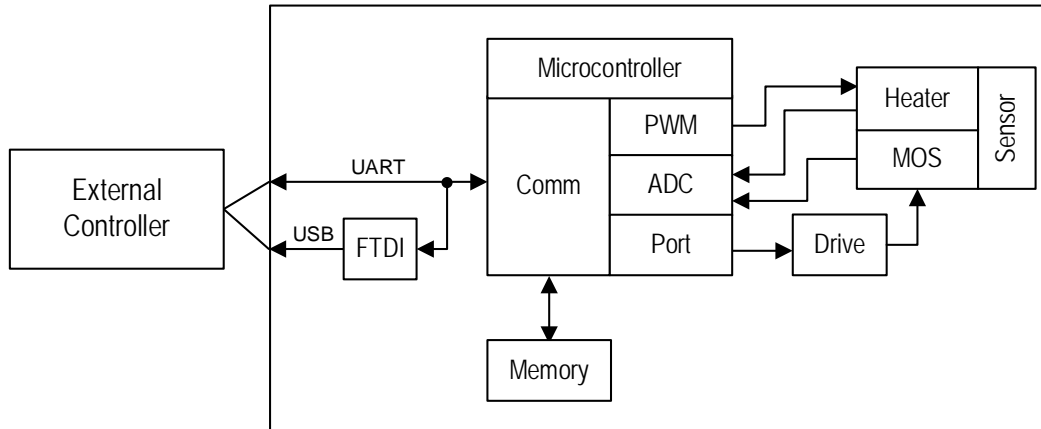 Microcontroller
PWM
Heater
Sensor
UART
Comm
ADC
MOS
External
Controller
USB
FTDI
Port
Drive
Memory